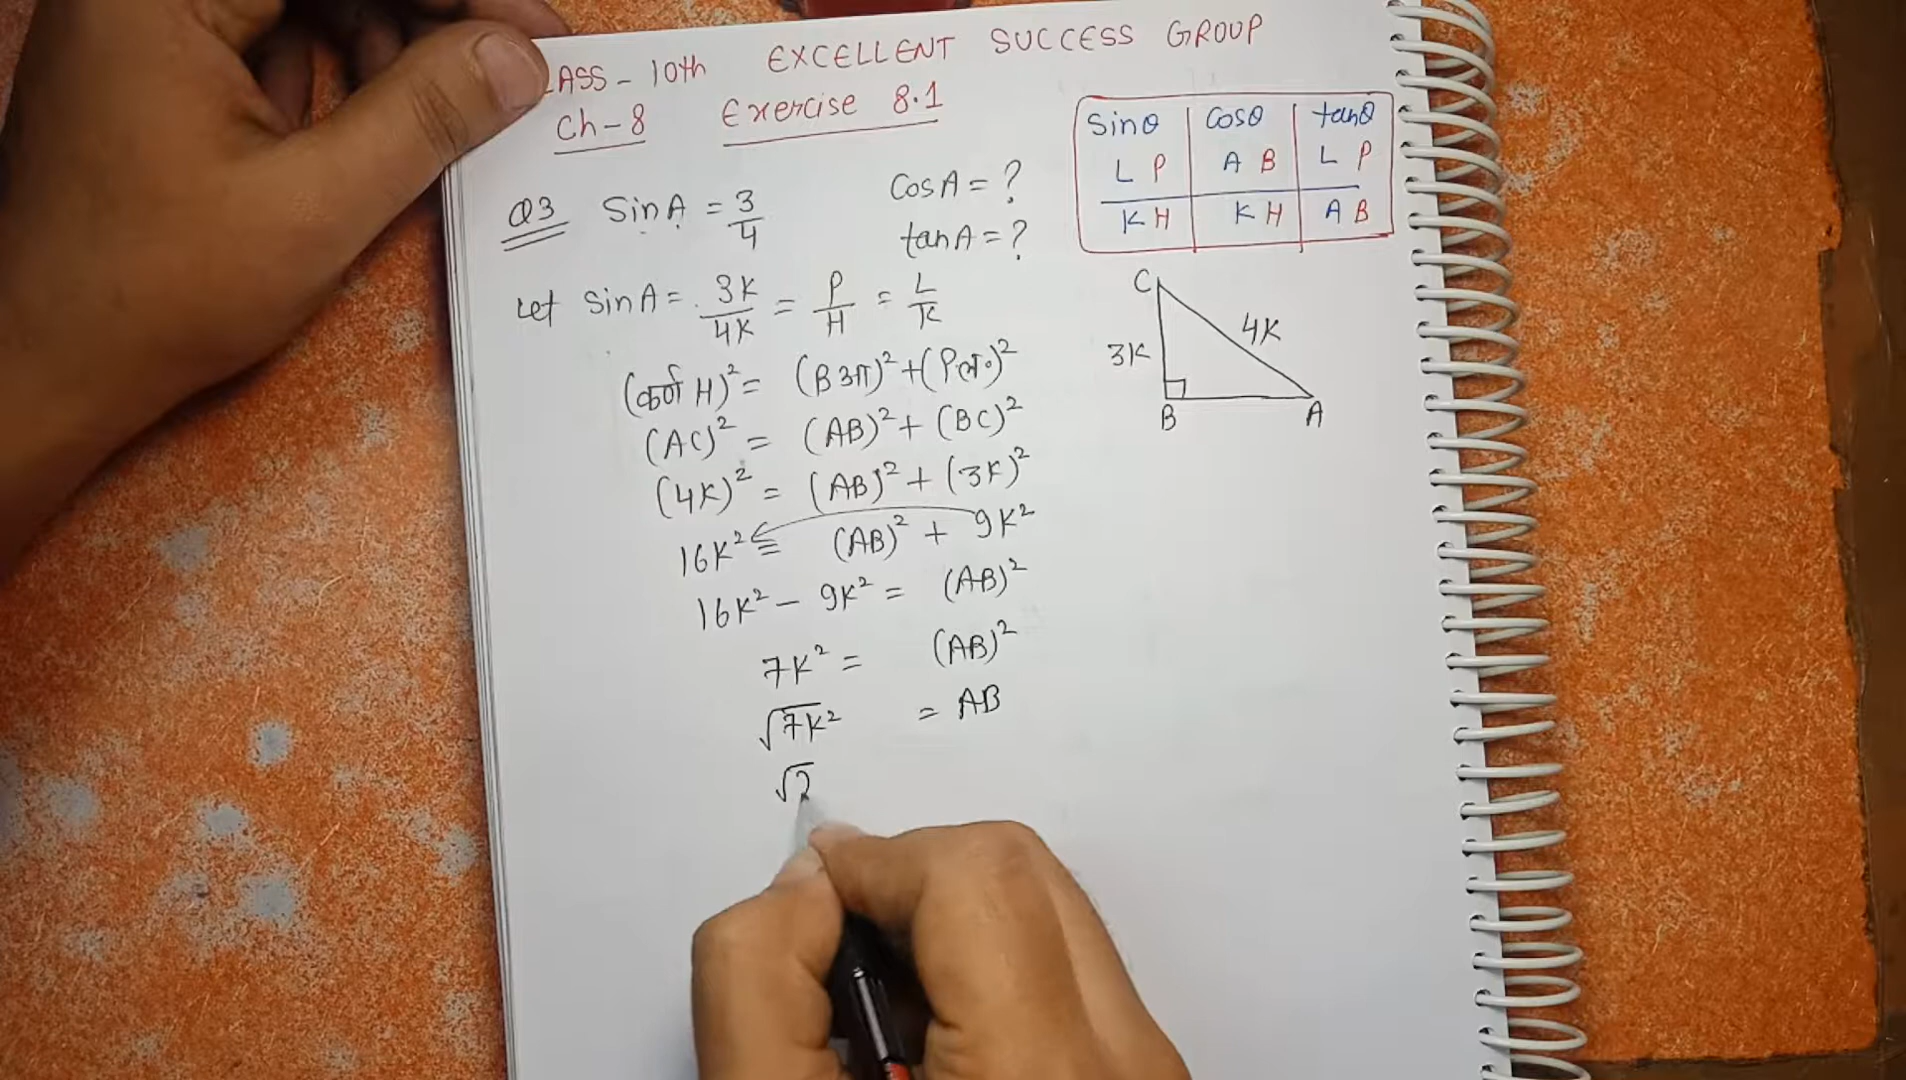 LASS - 10th EXCELLENT SUCCESS GROUP
Ch - 8 Exercise 8.1
Sinθ Cosθ tanθ
L P A B L P
K H K H A B
Q3 Sin A = 3/4 Cos A = ?
tan A = ?
Let Sin A = 3K/4K = P/H = L/K
(कर्ण H)² = (B आ)² + (P ल०)²
(AC)² = (AB)² + (BC)²
(4K)² = (AB)² + (3K)²
16K² = (AB)² + 9K²
16K² - 9K² = (AB)²
7K² = (AB)²
√7K² = AB
√
C
4K
3K
B A